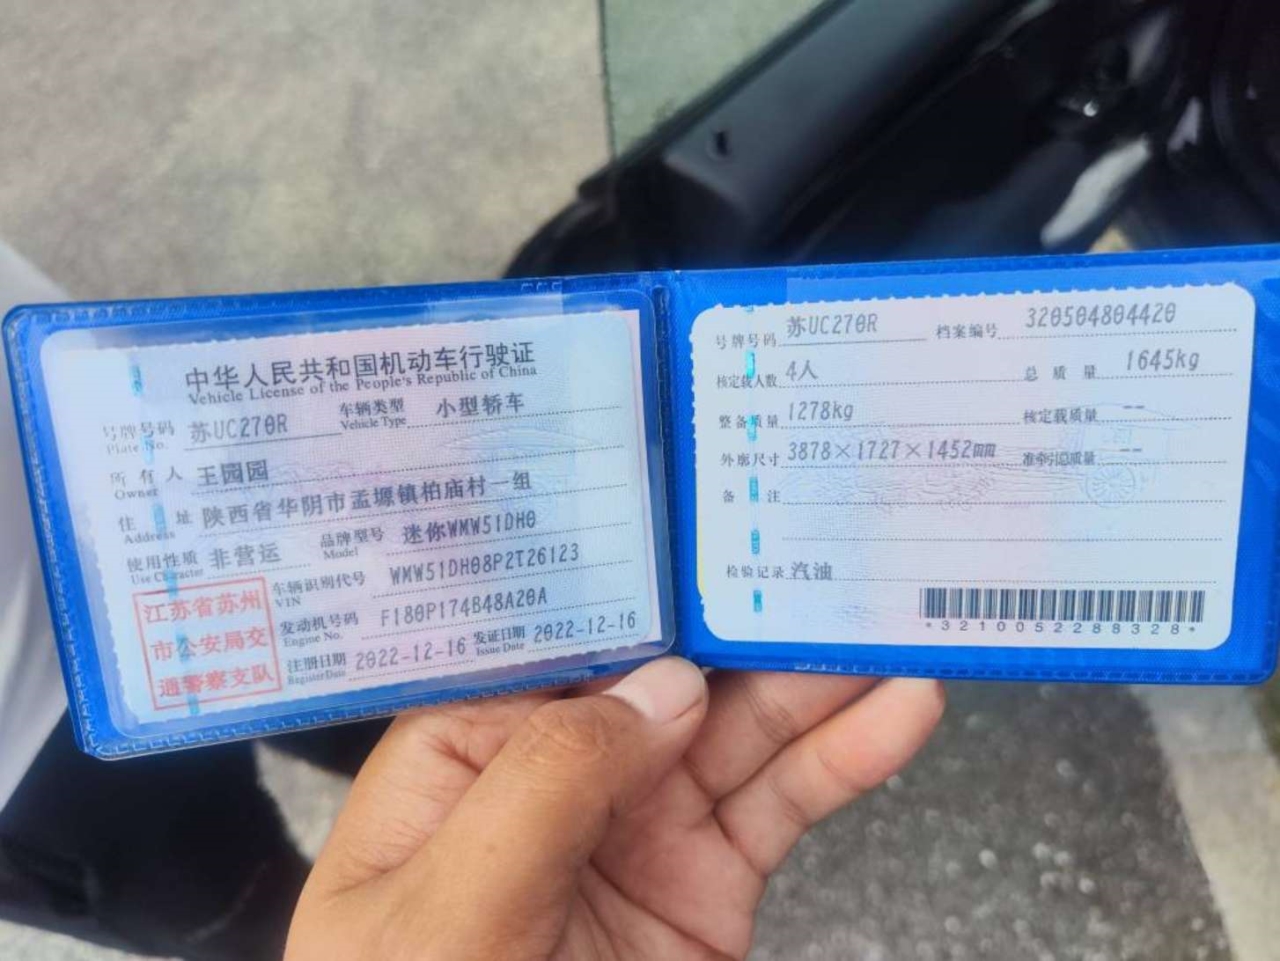 中华人民共和国机动车行驶证
Vehicle License of the People's Republic of China
号牌号码 苏UC270R 车辆类型 小型轿车
Plate No. Vehicle Type
所有人 王园园
Owner
住址 陕西省华阴市孟塬镇柏庙村一组
Address
使用性质 非营运 品牌型号 迷你WMW51DH0
Use Character Model
车辆识别代号 WMW51DH08P2T26123
VIN
发动机号码 F180P174B48A20A
Engine No.
注册日期 2022-12-16 发证日期 2022-12-16
Register Date Issue Date
江苏省苏州
市公安局交
通警察支队
号牌号码 苏UC270R 档案编号 320504804420
核定载人数 4人 总质量 1645kg
整备质量 1278kg 核定载质量 --
外廓尺寸 3878×1727×1452mm 准牵引总质量 --
备注
检验记录 汽油
*3210052288328*